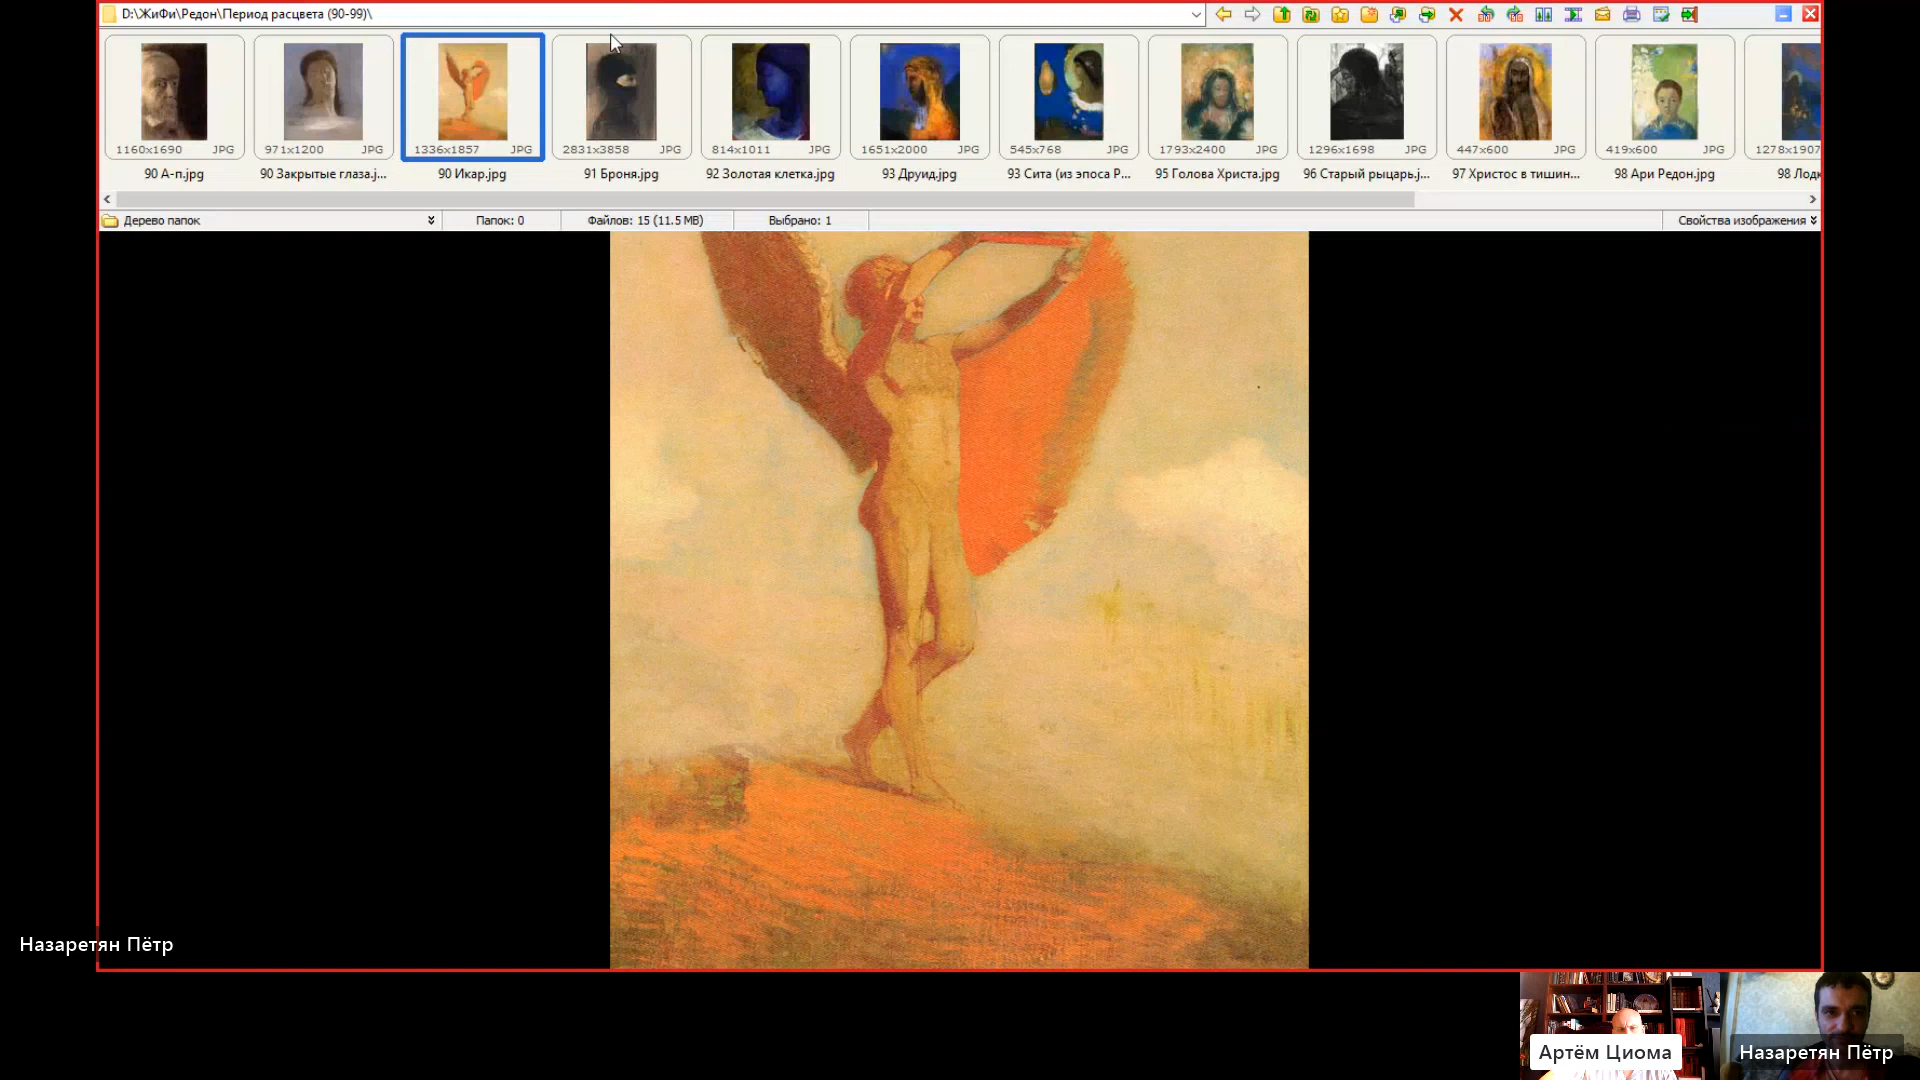 D:\ЖиФи\Редон\Период расцвета (90-99)\
1160x1690 JPG
971x1200 JPG
1336x1857 JPG
2831x3858 JPG
814x1011 JPG
1651x2000 JPG
545x768 JPG
1793x2400 JPG
1296x1698 JPG
447x600 JPG
419x600 JPG
1278x1907
90 А-п.jpg
90 Закрытые глаза.j...
90 Икар.jpg
91 Броня.jpg
92 Золотая клетка.jpg
93 Друид.jpg
93 Сита (из эпоса Р...
95 Голова Христа.jpg
96 Старый рыцарь.j...
97 Христос в тишин...
98 Ари Редон.jpg
98 Лодк
Дерево папок
Папок: 0
Файлов: 15 (11.5 MB)
Выбрано: 1
Свойства изображения
Назаретян Пётр
Артём Циома
Назаретян Пётр